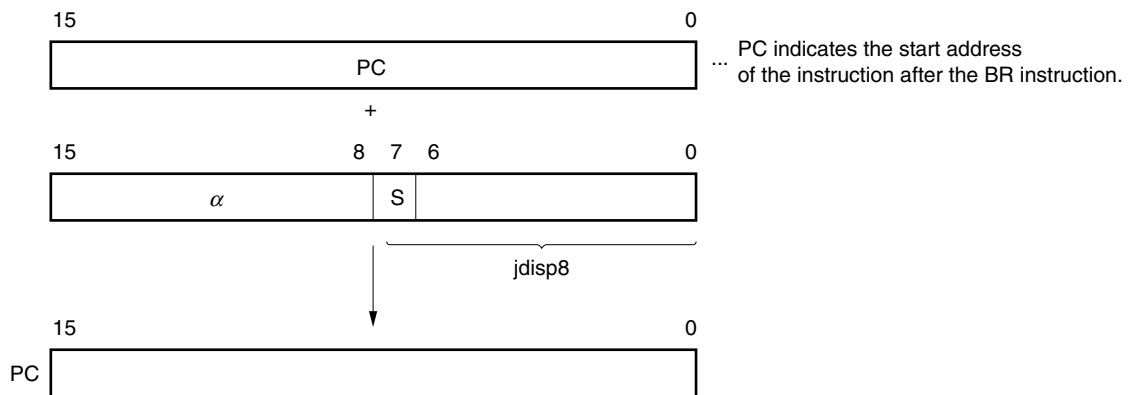 15 0
PC
... PC indicates the start address
of the instruction after the BR instruction.
+
15 8 7 6 0
α S
jdisp8
15 0
PC